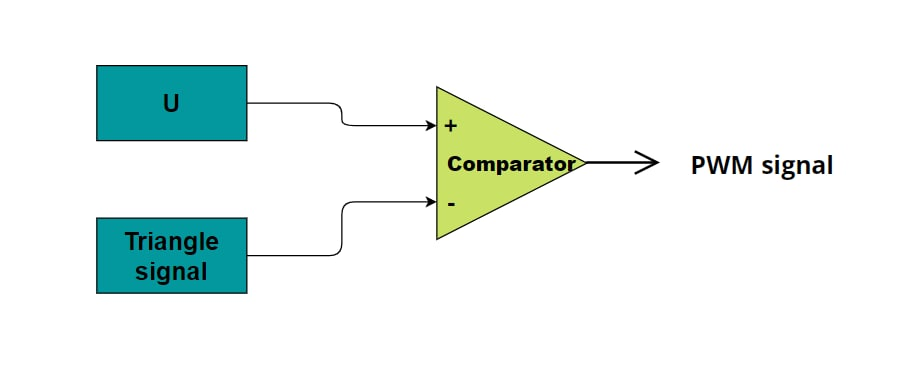 U
+
Comparator
-
PWM signal
Triangle
signal